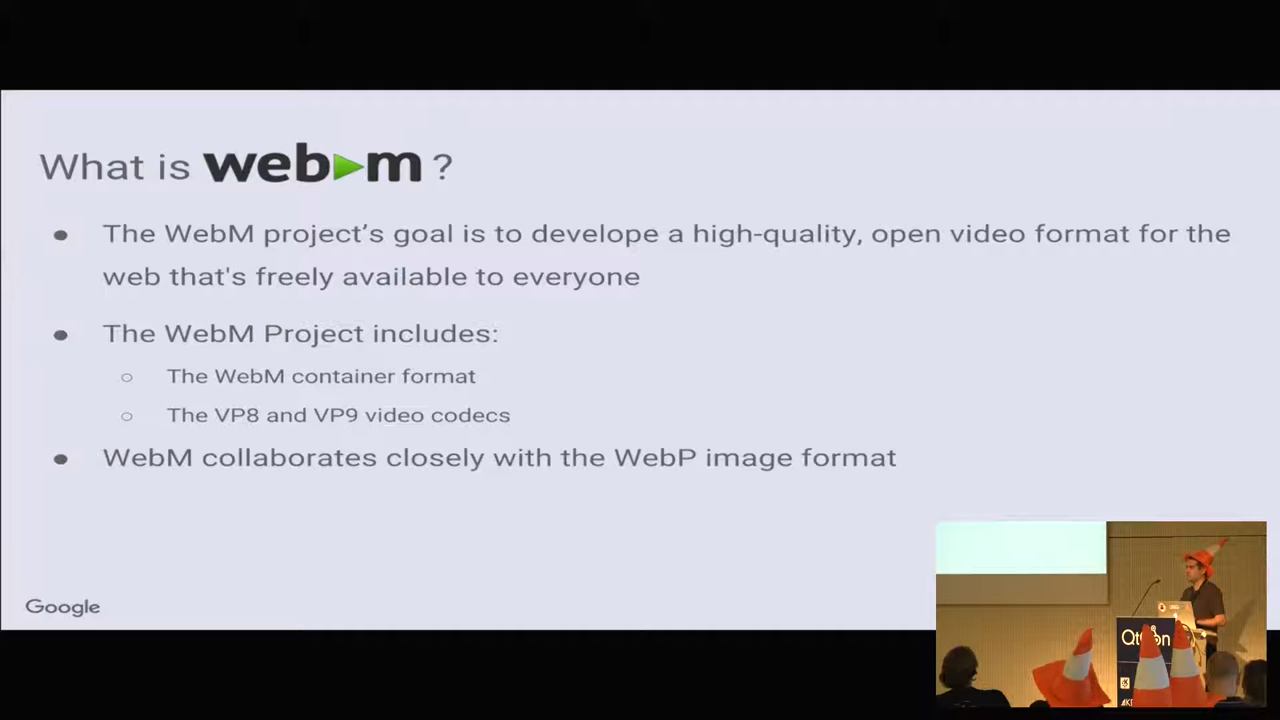 What is webm ?
● The WebM project's goal is to develope a high-quality, open video format for the
web that's freely available to everyone
● The WebM Project includes:
○ The WebM container format
○ The VP8 and VP9 video codecs
● WebM collaborates closely with the WebP image format
Google